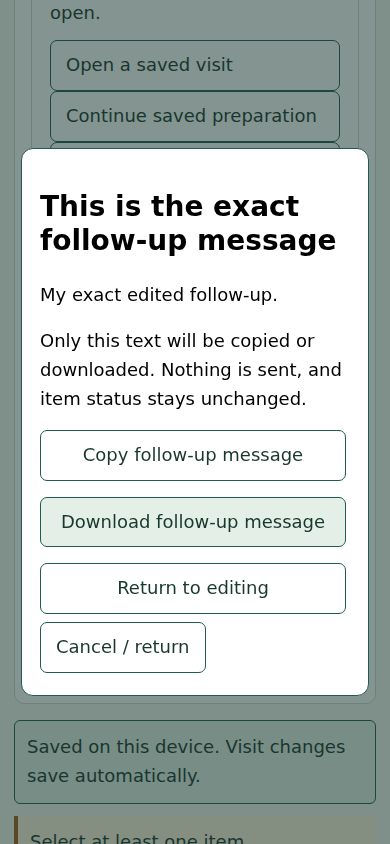 open.
Open a saved visit
Continue saved preparation
This is the exact
follow-up message
My exact edited follow-up.
Only this text will be copied or
downloaded. Nothing is sent, and
item status stays unchanged.
Copy follow-up message
Download follow-up message
Return to editing
Cancel / return
Saved on this device. Visit changes
save automatically.
Select at least one item